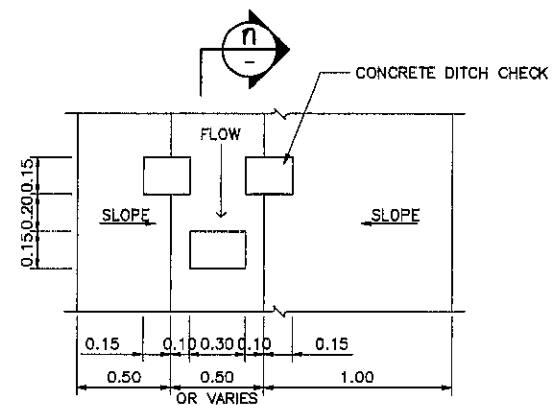 n
-
CONCRETE DITCH CHECK
FLOW
0.15
0.20
0.15
SLOPE
SLOPE
0.15 0.10 0.30 0.10 0.15
0.50 0.50 1.00
OR VARIES